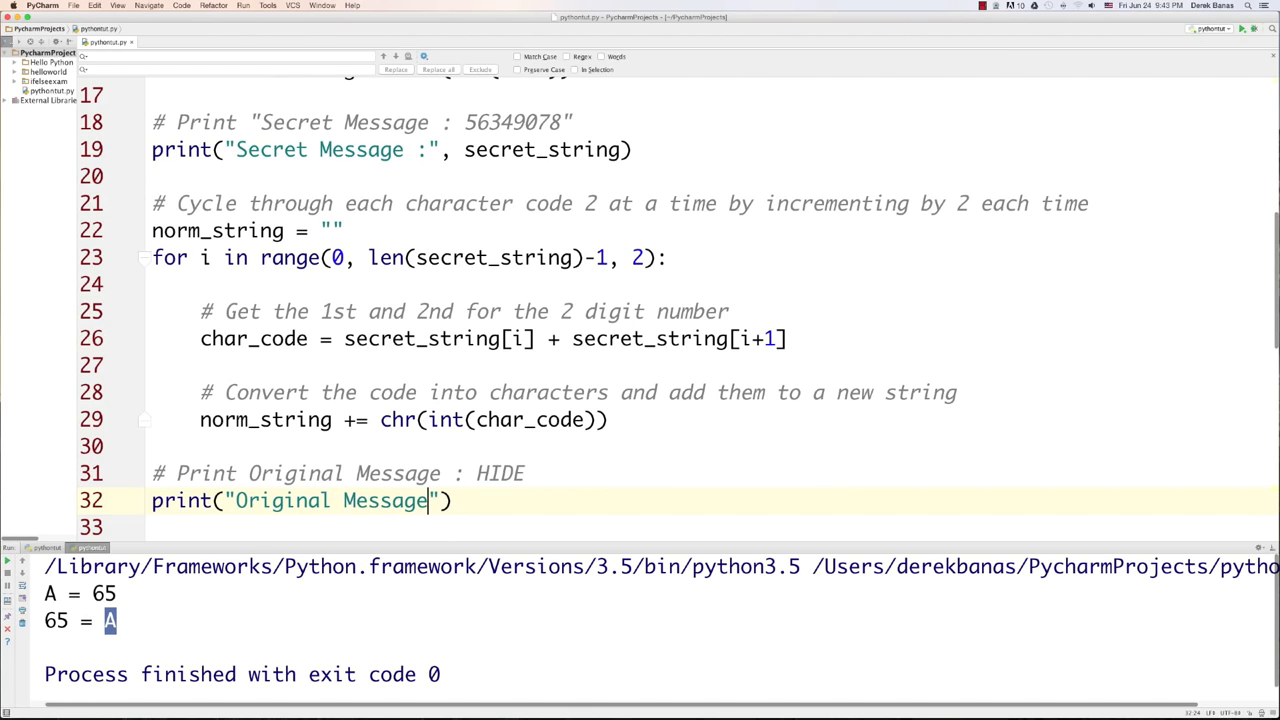 PyCharm File Edit View Navigate Code Refactor Run Tools VCS Window Help 10 Fri Jun 24 9:43 PM Derek Banas
pythontut.py - PycharmProjects - [~/PycharmProjects]
PycharmProjects pythontut.py pythontut
pythontut.py
PycharmProject
Hello Python
helloworld
ifelseexam
pythontut.py
External Librarie
Match Case Regex Words
Replace Replace all Exclude Preserve Case In Selection
17
18 # Print "Secret Message : 56349078"
19 print("Secret Message :", secret_string)
20
21 # Cycle through each character code 2 at a time by incrementing by 2 each time
22 norm_string = ""
23 for i in range(0, len(secret_string)-1, 2):
24
25 # Get the 1st and 2nd for the 2 digit number
26 char_code = secret_string[i] + secret_string[i+1]
27
28 # Convert the code into characters and add them to a new string
29 norm_string += chr(int(char_code))
30
31 # Print Original Message : HIDE
32 print("Original Message")
33
Run: pythontut pythontut
/Library/Frameworks/Python.framework/Versions/3.5/bin/python3.5 /Users/derekbanas/PycharmProjects/pytho
A = 65
65 = A
Process finished with exit code 0
32:24 LF÷ UTF-8÷